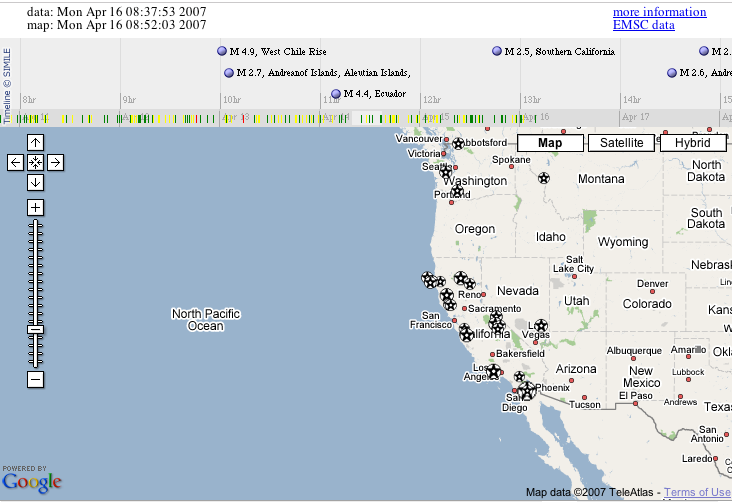 data: Mon Apr 16 08:37:53 2007
more information
map: Mon Apr 16 08:52:03 2007
EMSC data
Timeline © SIMILE
M 4.9, West Chile Rise
M 2.5, Southern California
M 2.
M 2.7, Andreanof Islands, Aleutian Islands,
M 2.6, Andre
M 4.4, Ecuador
8hr
9hr
10hr
11hr
12hr
13hr
14hr
15
Apr 13
Apr 14
Apr 15
Apr 16
Apr 17
Map
Satellite
Hybrid
Vancouver
Abbotsford
Victoria
Seattle
Spokane
Washington
Montana
North
Dakota
Portland
Oregon
Idaho
Wyoming
South
Dakota
Salt
Lake City
Nebrask
Reno
Nevada
Utah
Denver
Colorado
Lin
North Pacific
Ocean
Sacramento
San
Francisco
California
Las
Vegas
Kans
Bakersfield
Albuquerque
Amarillo
Okl
Los
Angeles
Arizona
New
Mexico
Lubbock
Phoenix
San
Diego
Tucson
El Paso
Andrews
Texas
San
Antonio
Laredo
POWERED BY
Google
Map data ©2007 TeleAtlas - Terms of Use